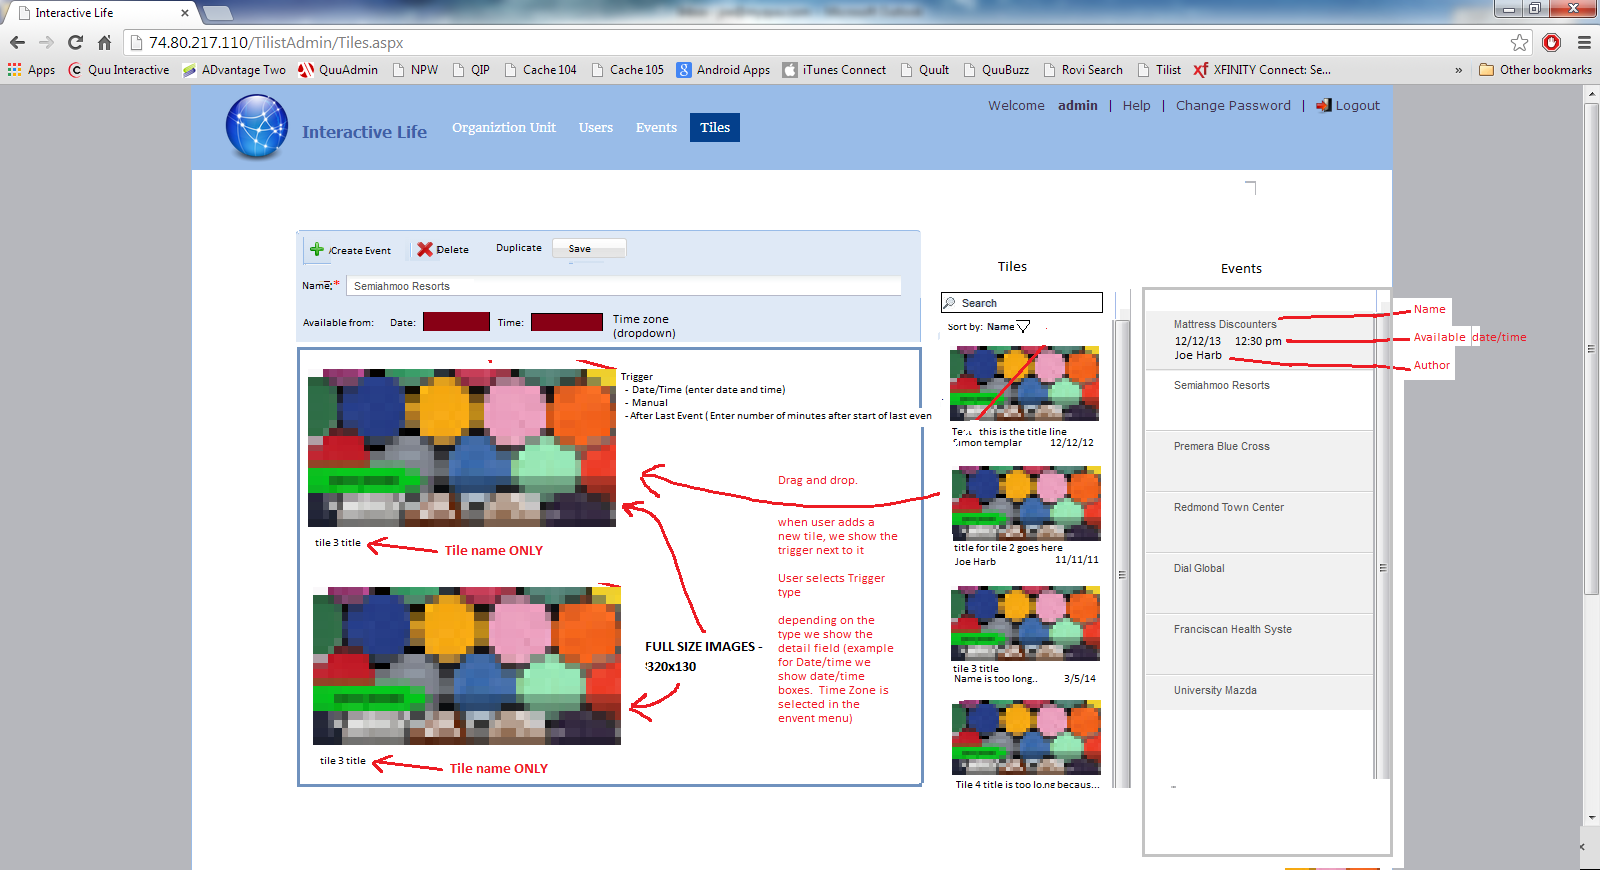 Interactive Life
74.80.217.110/TilistAdmin/Tiles.aspx
Apps Quu Interactive ADvantage Two QuuAdmin NPW QIP Cache 104 Cache 105 Android Apps iTunes Connect QuuIt QuuBuzz Rovi Search Tilist XFINITY Connect: Se... » Other bookmarks
Welcome admin | Help | Change Password | Logout
Interactive Life Organiztion Unit Users Events Tiles
Create Event Delete Duplicate Save
Name:* Semiahmoo Resorts
Available from: Date: Time: Time zone
(dropdown)
Trigger
- Date/Time (enter date and time)
- Manual
- After Last Event ( Enter number of minutes after start of last even
tile 3 title
Tile name ONLY
Drag and drop.
when user adds a
new tile, we show the
trigger next to it
User selects Trigger
type
depending on the
type we show the
detail field (example
for Date/time we
show date/time
boxes. Time Zone is
selected in the
envent menu)
FULL SIZE IMAGES -
320x130
tile 3 title
Tile name ONLY
Tiles
Search
Sort by: Name
this is the title line
Simon templar 12/12/12
title for tile 2 goes here
Joe Harb 11/11/11
tile 3 title
Name is too long.. 3/5/14
Tile 4 title is too long becaus...
Events
Mattress Discounters
12/12/13 12:30 pm
Joe Harb
Semiahmoo Resorts
Premera Blue Cross
Redmond Town Center
Dial Global
Franciscan Health Syste
University Mazda
Name
Available date/time
Author